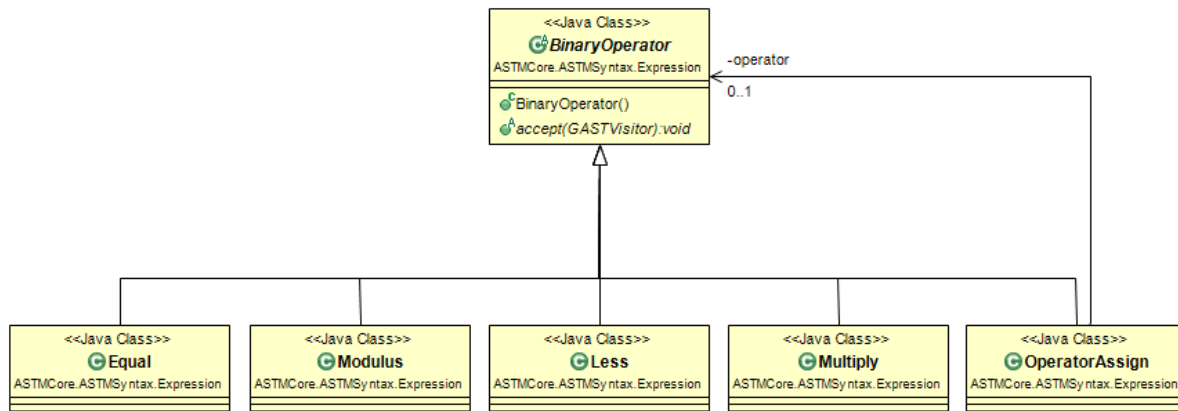 <<Java Class>>
BinaryOperator
ASTMCore.ASTMSyntax.Expression
BinaryOperator()
accept(GASTVisitor):void
-operator
0..1
<<Java Class>>
Equal
ASTMCore.ASTMSyntax.Expression
<<Java Class>>
Modulus
ASTMCore.ASTMSyntax.Expression
<<Java Class>>
Less
ASTMCore.ASTMSyntax.Expression
<<Java Class>>
Multiply
ASTMCore.ASTMSyntax.Expression
<<Java Class>>
OperatorAssign
ASTMCore.ASTMSyntax.Expression